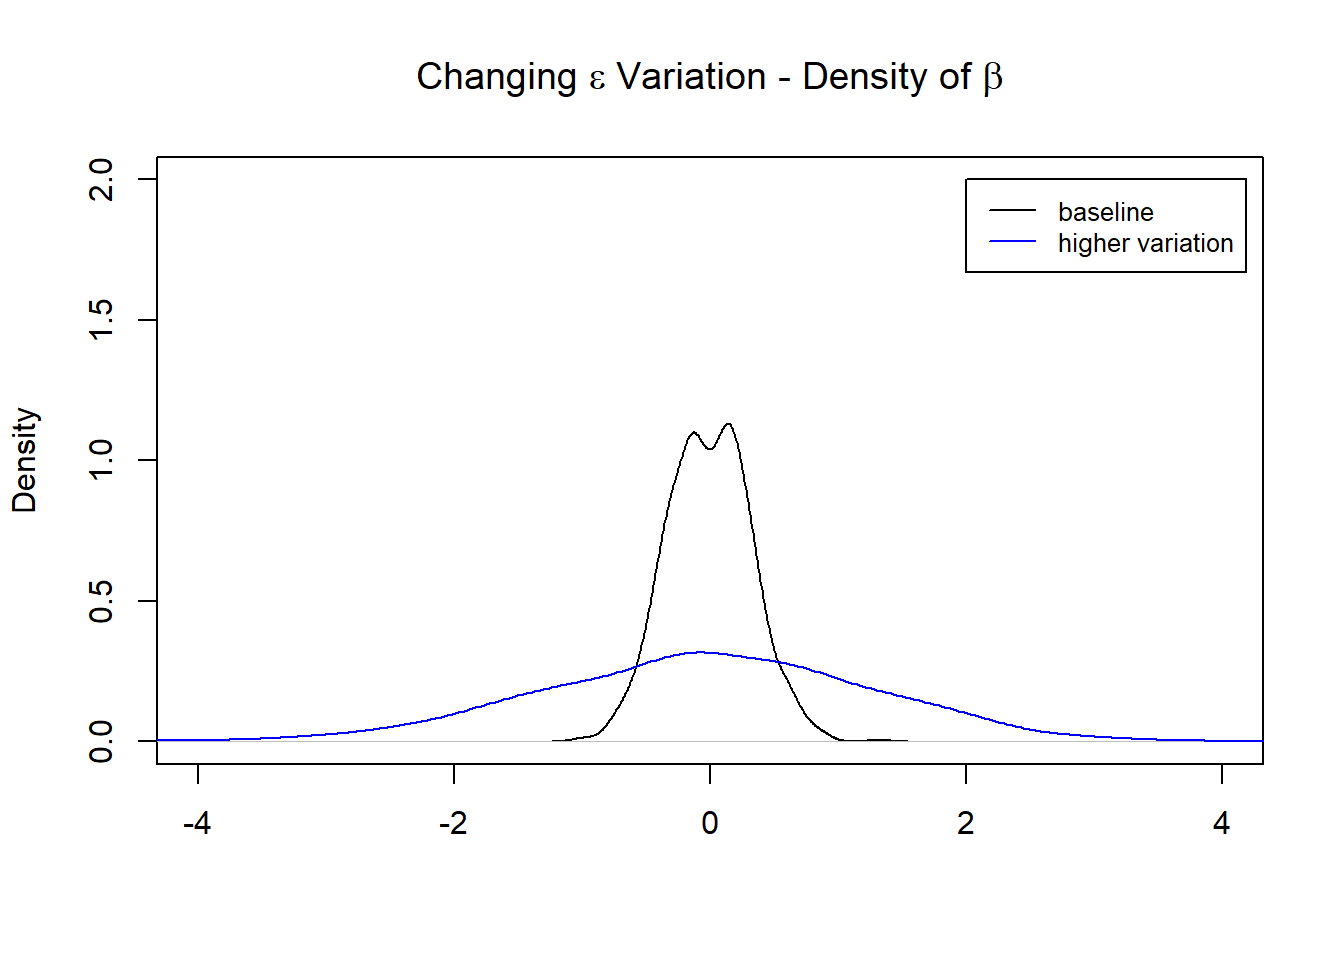 Changing ε Variation - Density of β
2.0
1.5
1.0
0.5
0.0
Density
baseline
higher variation
-4 -2 0 2 4